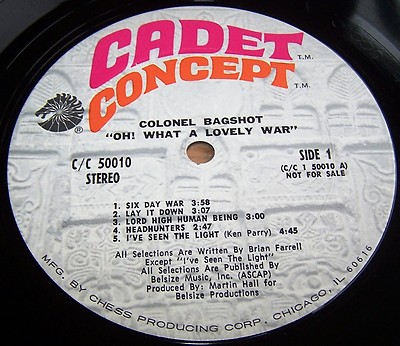 CADET T.M.
CONCEPT T.M.
®
COLONEL BAGSHOT
"OH! WHAT A LOVELY WAR"
C/C 50010 SIDE 1
STEREO (C/C 1 50010 A)
NOT FOR SALE
1. SIX DAY WAR 3:58
2. LAY IT DOWN 3:07
3. LORD HIGH HUMAN BEING 3:00
4. HEADHUNTERS 2:47
5. I'VE SEEN THE LIGHT (Ken Parry) 4:45
All Selections Are Written By Brian Farrell
Except "I've Seen The Light"
All Selections Are Published By
Belsize Music, Inc. (ASCAP)
Produced By: Martin Hall for
Belsize Productions
MFG. BY CHESS PRODUCING CORP., CHICAGO, IL 60616